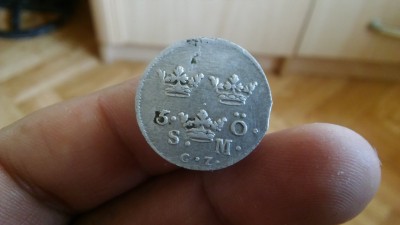 5 · Ö
S. M.
G · Z ·